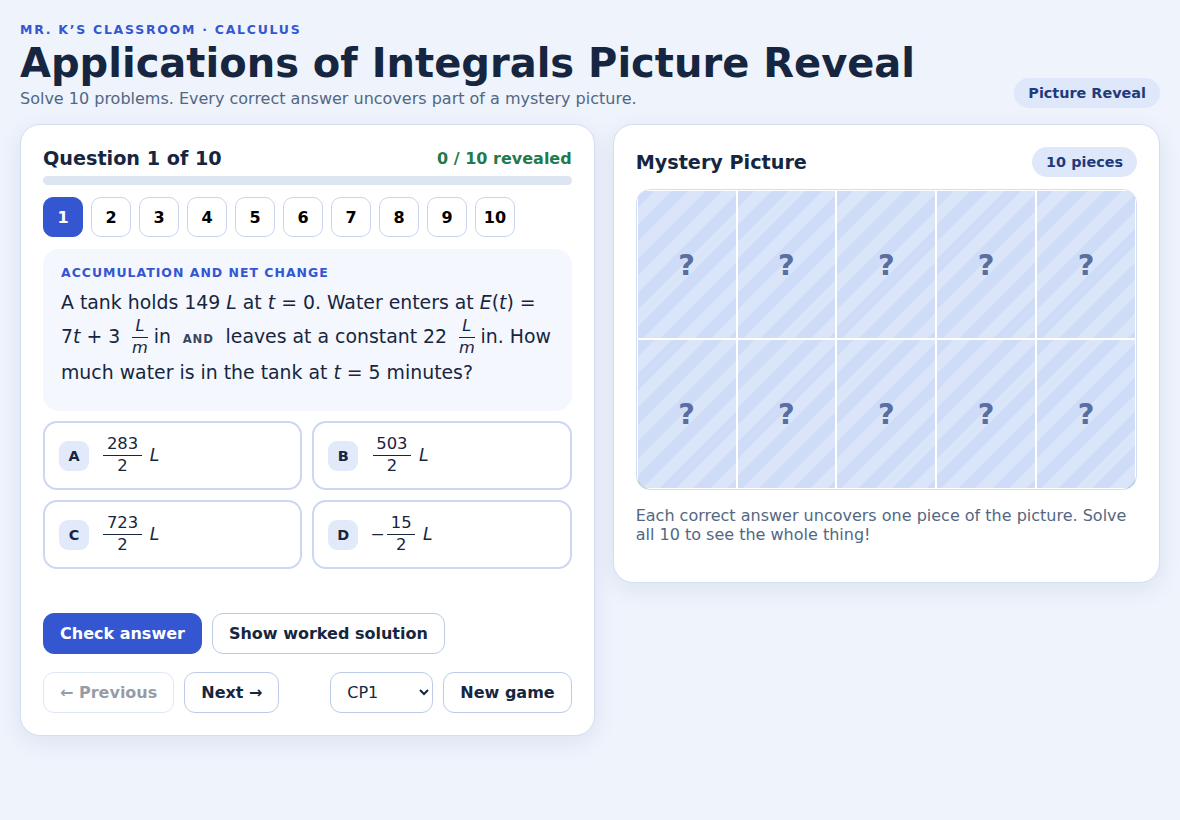 MR. K'S CLASSROOM · CALCULUS
Applications of Integrals Picture Reveal
Solve 10 problems. Every correct answer uncovers part of a mystery picture.
Picture Reveal
Question 1 of 10
0 / 10 revealed
1 2 3 4 5 6 7 8 9 10
ACCUMULATION AND NET CHANGE
A tank holds 149 L at t = 0. Water enters at E(t) =
7t + 3 L/m in AND leaves at a constant 22 L/m in. How
much water is in the tank at t = 5 minutes?
A 283/2 L
B 503/2 L
C 723/2 L
D −15/2 L
Check answer
Show worked solution
← Previous
Next →
CP1
New game
Mystery Picture
10 pieces
? ? ? ? ?
? ? ? ? ?
Each correct answer uncovers one piece of the picture. Solve
all 10 to see the whole thing!